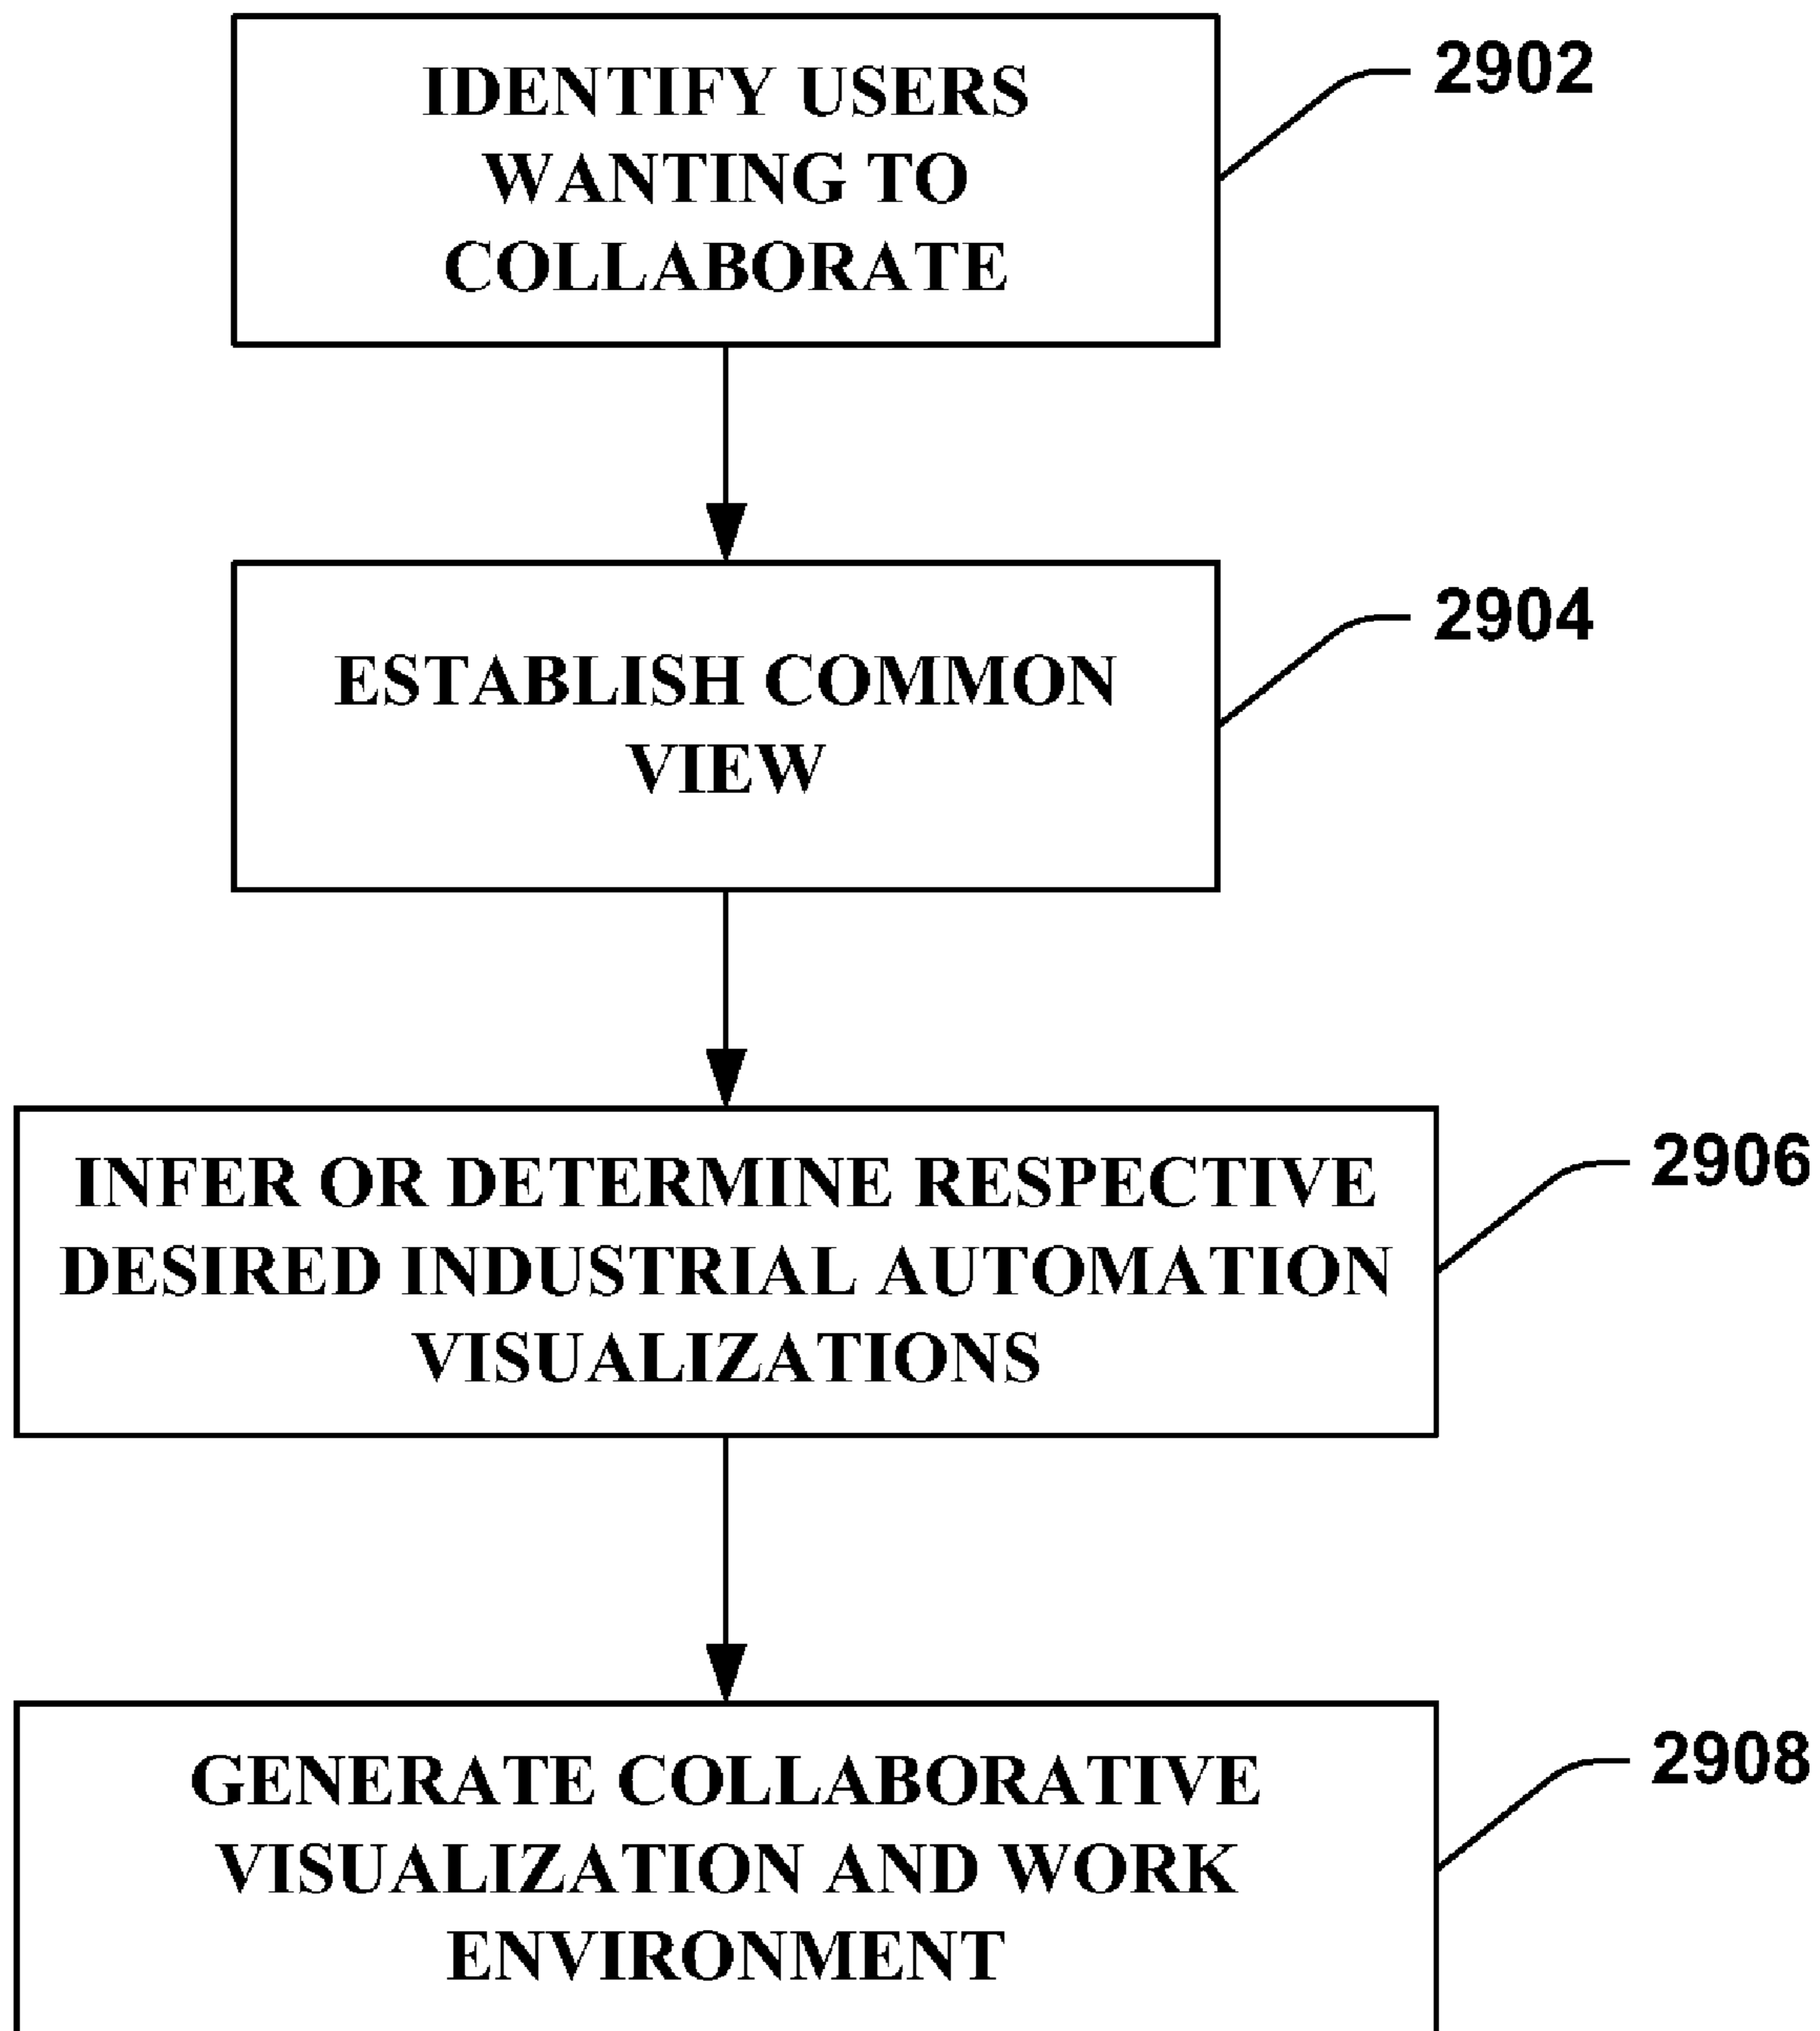 IDENTIFY USERS
WANTING TO
COLLABORATE
2902
ESTABLISH COMMON
VIEW
2904
INFER OR DETERMINE RESPECTIVE
DESIRED INDUSTRIAL AUTOMATION
VISUALIZATIONS
2906
GENERATE COLLABORATIVE
VISUALIZATION AND WORK
ENVIRONMENT
2908